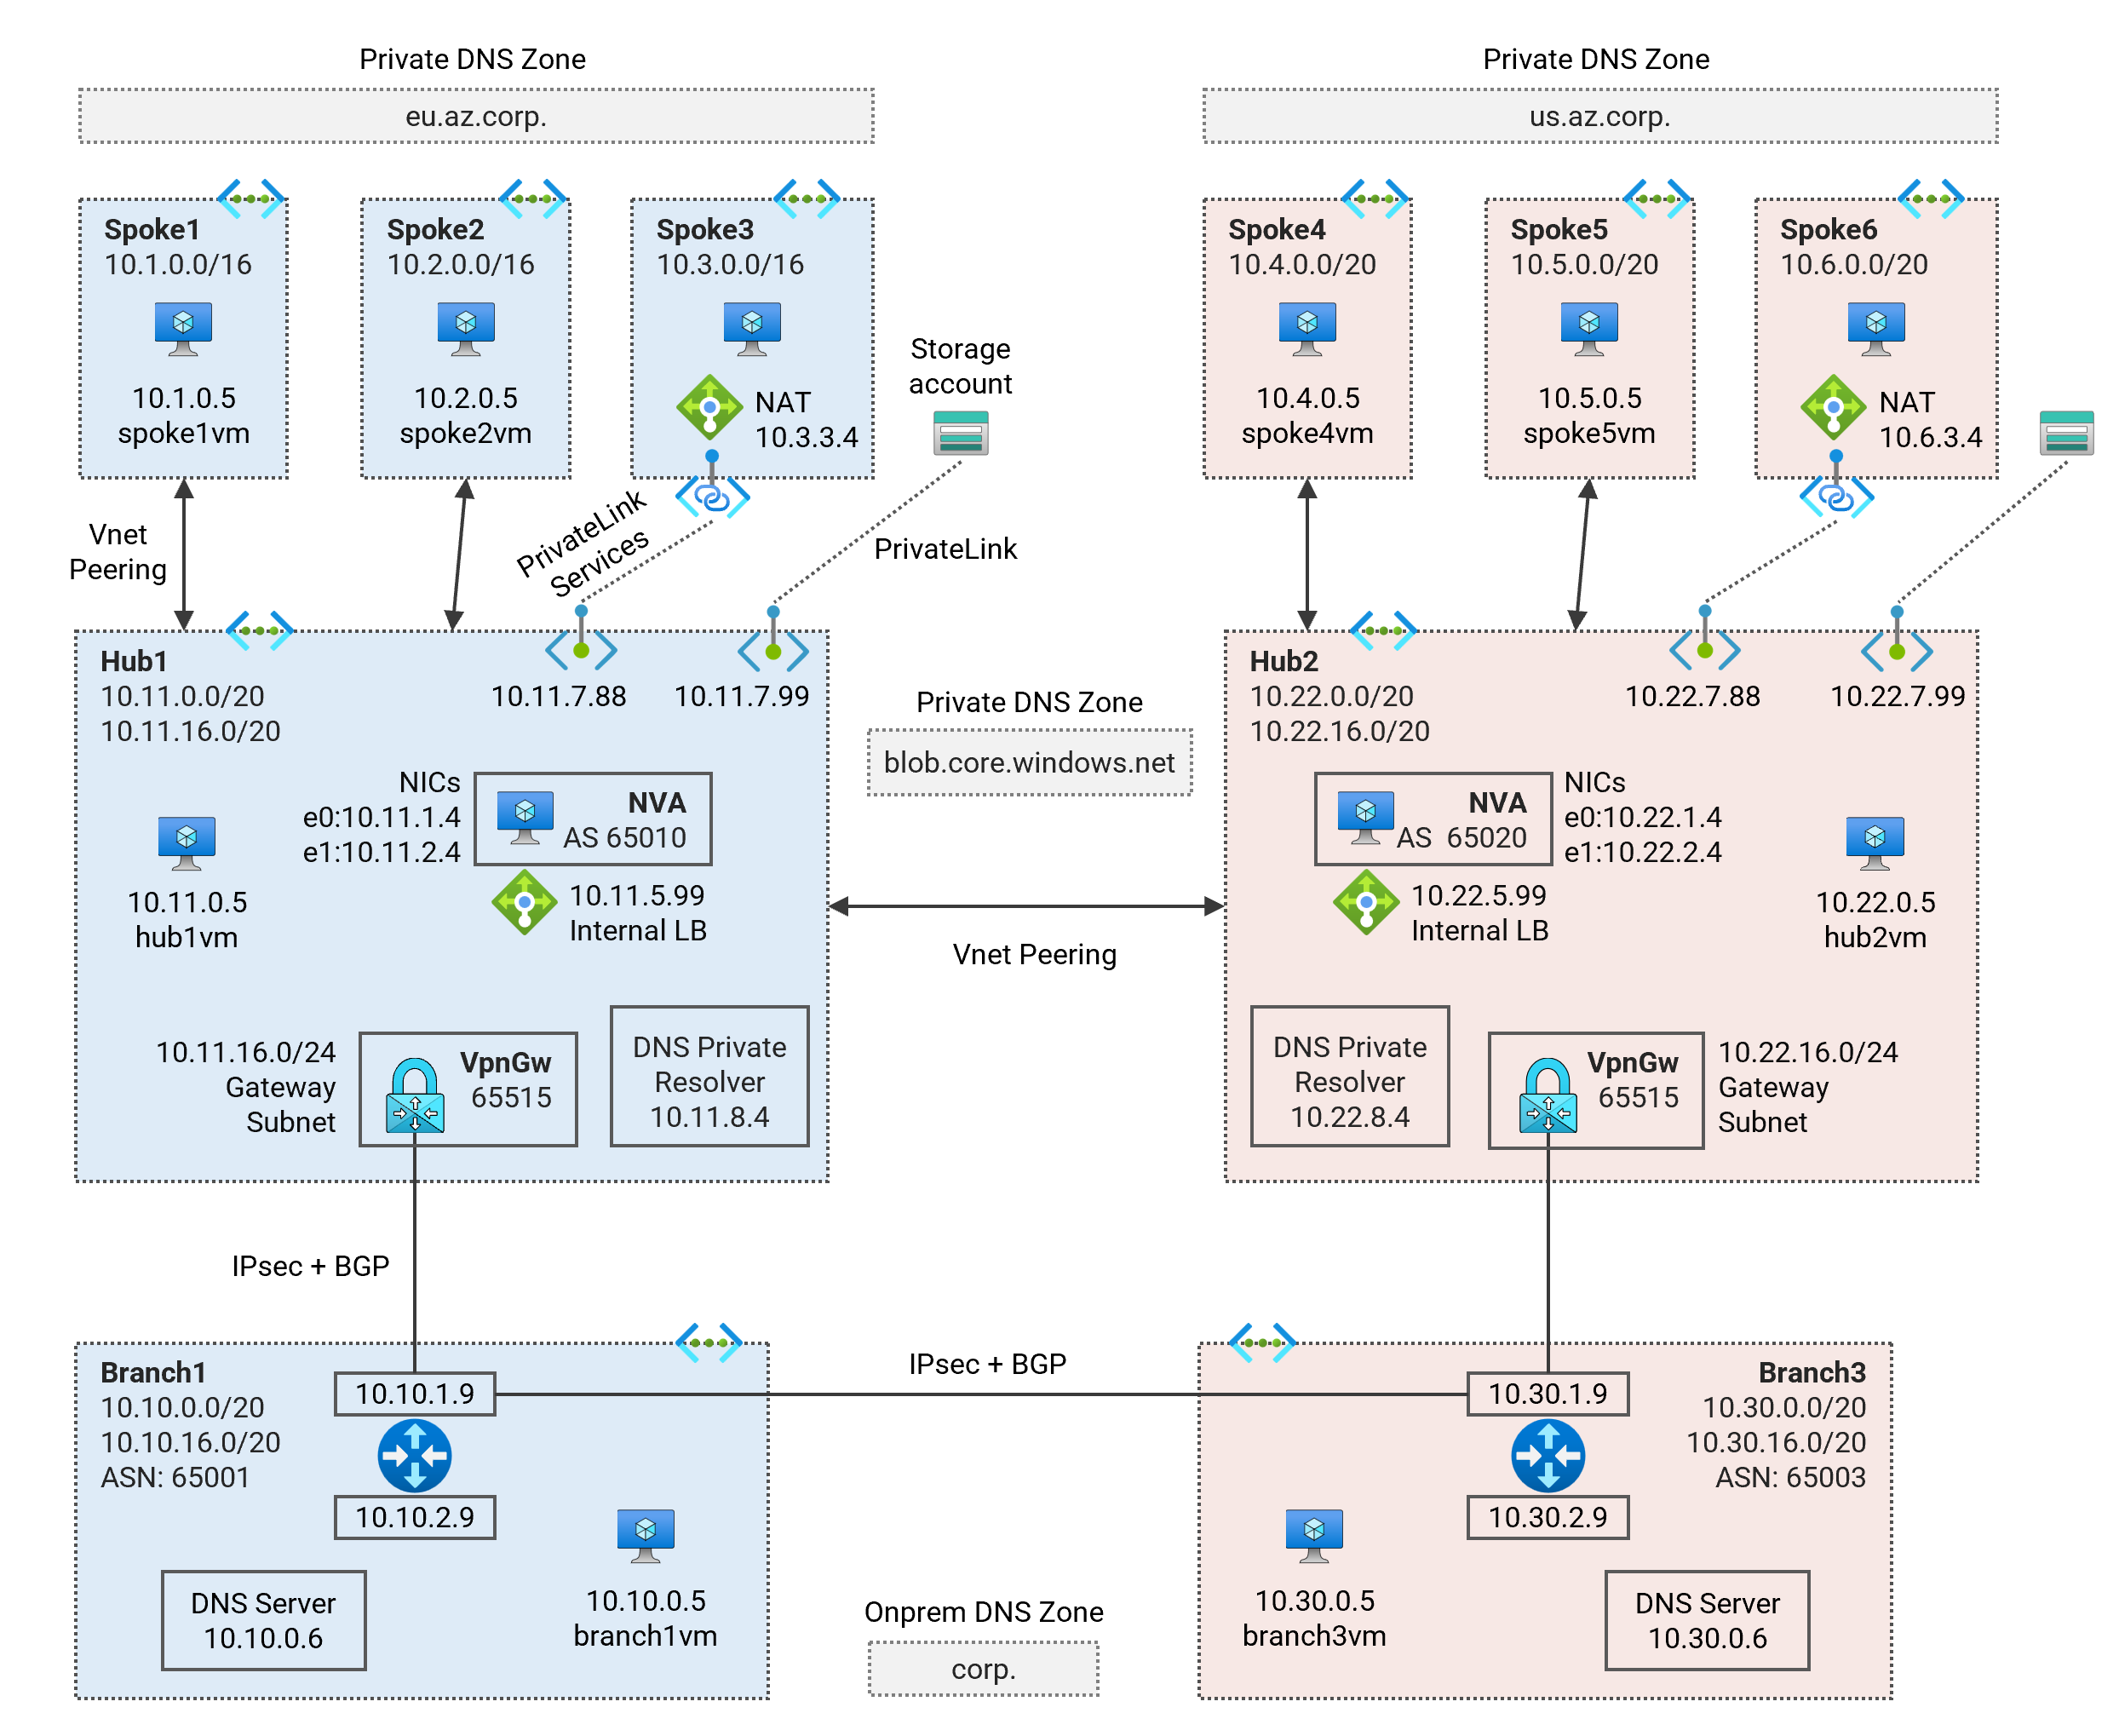 Private DNS Zone
eu.az.corp.
Private DNS Zone
us.az.corp.
Spoke1
10.1.0.0/16
10.1.0.5
spoke1vm
Spoke2
10.2.0.0/16
10.2.0.5
spoke2vm
Spoke3
10.3.0.0/16
NAT
10.3.3.4
Storage
account
Spoke4
10.4.0.0/20
10.4.0.5
spoke4vm
Spoke5
10.5.0.0/20
10.5.0.5
spoke5vm
Spoke6
10.6.0.0/20
NAT
10.6.3.4
Vnet
Peering
PrivateLink
Services
PrivateLink
Hub1
10.11.0.0/20
10.11.16.0/20
10.11.7.88
10.11.7.99
NICs
e0:10.11.1.4
e1:10.11.2.4
NVA
AS 65010
10.11.5.99
Internal LB
10.11.0.5
hub1vm
10.11.16.0/24
Gateway
Subnet
VpnGw
65515
DNS Private
Resolver
10.11.8.4
Private DNS Zone
blob.core.windows.net
Vnet Peering
Hub2
10.22.0.0/20
10.22.16.0/20
10.22.7.88
10.22.7.99
NVA
AS 65020
NICs
e0:10.22.1.4
e1:10.22.2.4
10.22.5.99
Internal LB
10.22.0.5
hub2vm
DNS Private
Resolver
10.22.8.4
VpnGw
65515
10.22.16.0/24
Gateway
Subnet
IPsec + BGP
IPsec + BGP
Branch1
10.10.0.0/20
10.10.16.0/20
ASN: 65001
10.10.1.9
10.10.2.9
DNS Server
10.10.0.6
10.10.0.5
branch1vm
Onprem DNS Zone
corp.
Branch3
10.30.0.0/20
10.30.16.0/20
ASN: 65003
10.30.1.9
10.30.2.9
10.30.0.5
branch3vm
DNS Server
10.30.0.6